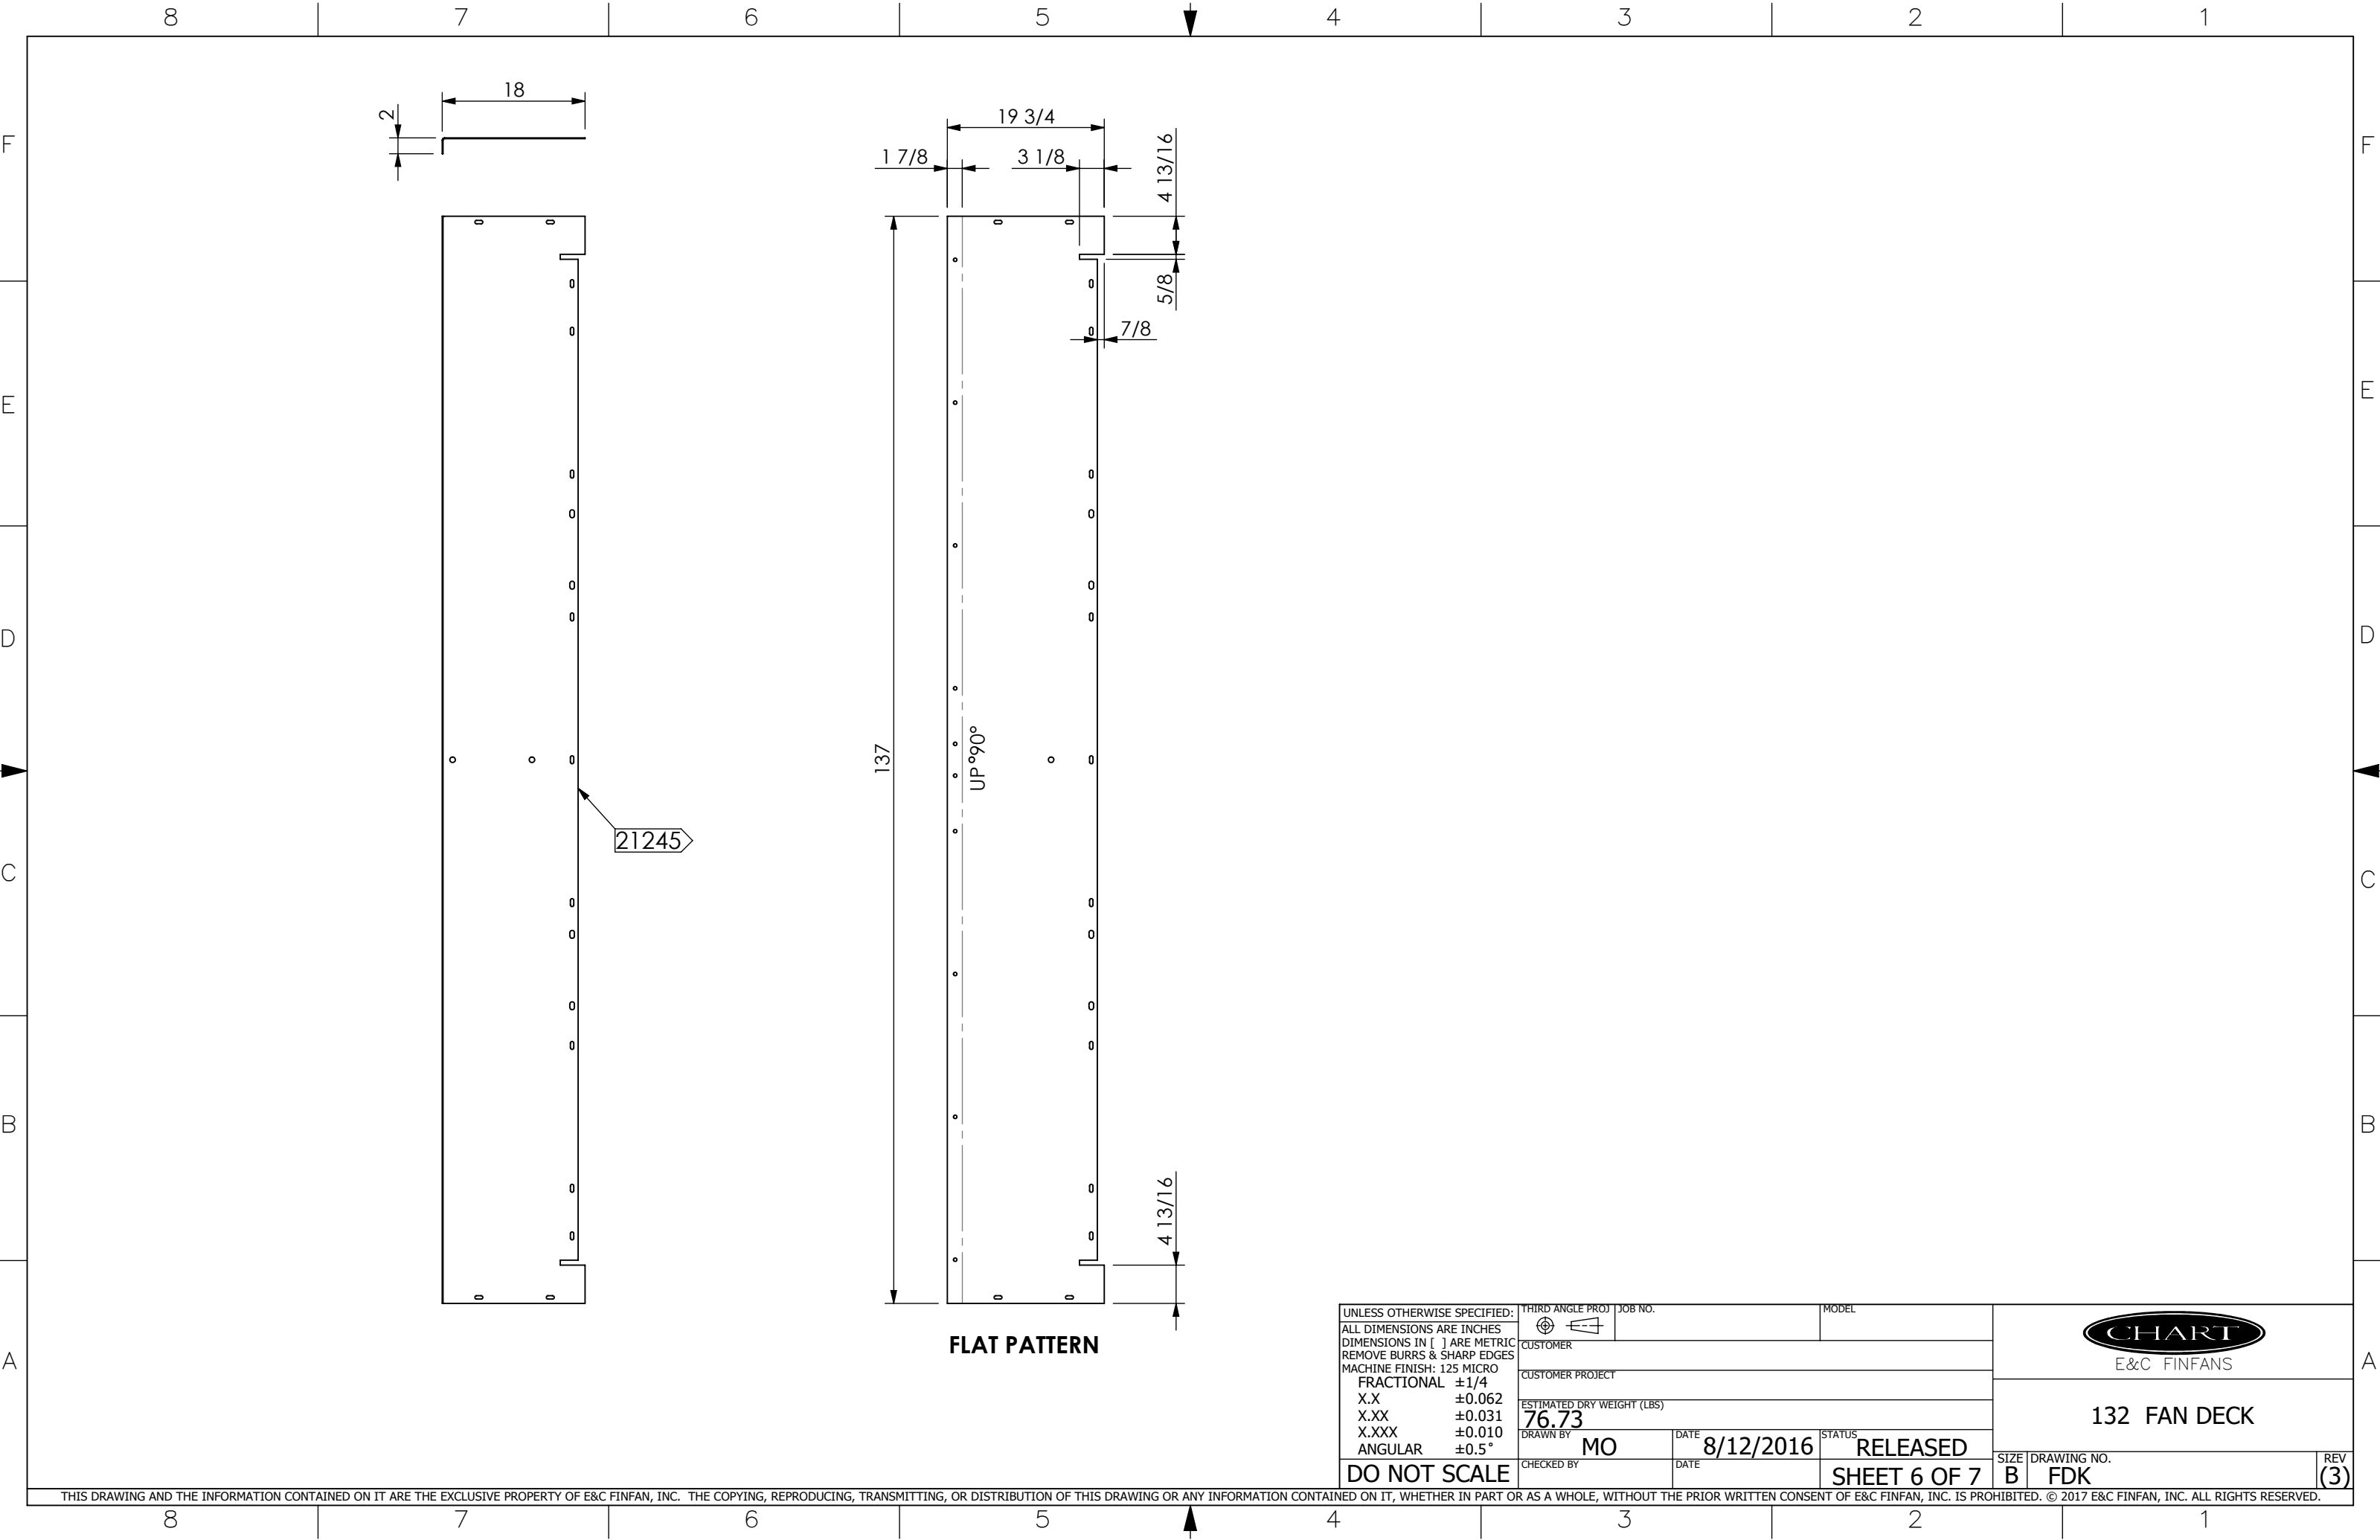 8 7 6 5 4 3 2 1
F F
E E
D D
C C
B B
A A
18
2
21245
19 3/4
1 7/8
3 1/8
4 13/16
5/8
7/8
137
UP 90°
4 13/16
FLAT PATTERN
UNLESS OTHERWISE SPECIFIED:
ALL DIMENSIONS ARE INCHES
DIMENSIONS IN [ ] ARE METRIC
REMOVE BURRS & SHARP EDGES
MACHINE FINISH: 125 MICRO
FRACTIONAL ±1/4
X.X ±0.062
X.XX ±0.031
X.XXX ±0.010
ANGULAR ±0.5°
DO NOT SCALE
THIRD ANGLE PROJ
JOB NO.
MODEL
CUSTOMER
CUSTOMER PROJECT
ESTIMATED DRY WEIGHT (LBS)
76.73
DRAWN BY
MO
DATE
8/12/2016
STATUS
RELEASED
CHECKED BY
DATE
SHEET 6 OF 7
CHART
E&C FINFANS
132 FAN DECK
SIZE
B
DRAWING NO.
FDK
REV
(3)
THIS DRAWING AND THE INFORMATION CONTAINED ON IT ARE THE EXCLUSIVE PROPERTY OF E&C FINFAN, INC. THE COPYING, REPRODUCING, TRANSMITTING, OR DISTRIBUTION OF THIS DRAWING OR ANY INFORMATION CONTAINED ON IT, WHETHER IN PART OR AS A WHOLE, WITHOUT THE PRIOR WRITTEN CONSENT OF E&C FINFAN, INC. IS PROHIBITED. © 2017 E&C FINFAN, INC. ALL RIGHTS RESERVED.
8 7 6 5 4 3 2 1